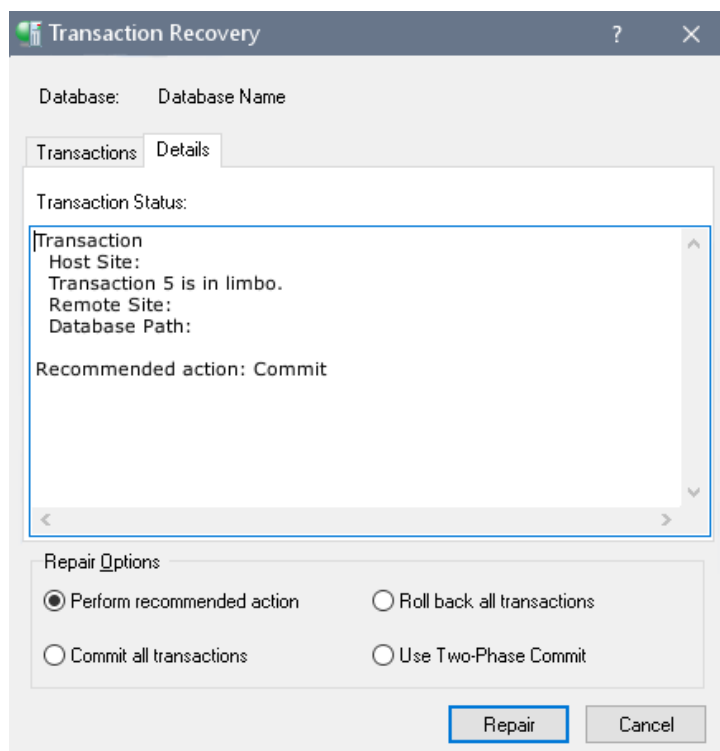 Transaction Recovery ?
Database: Database Name
Transactions Details
Transaction Status:
Transaction
Host Site:
Transaction 5 is in limbo.
Remote Site:
Database Path:
Recommended action: Commit
Repair Options
Perform recommended action Roll back all transactions
Commit all transactions Use Two-Phase Commit
Repair Cancel